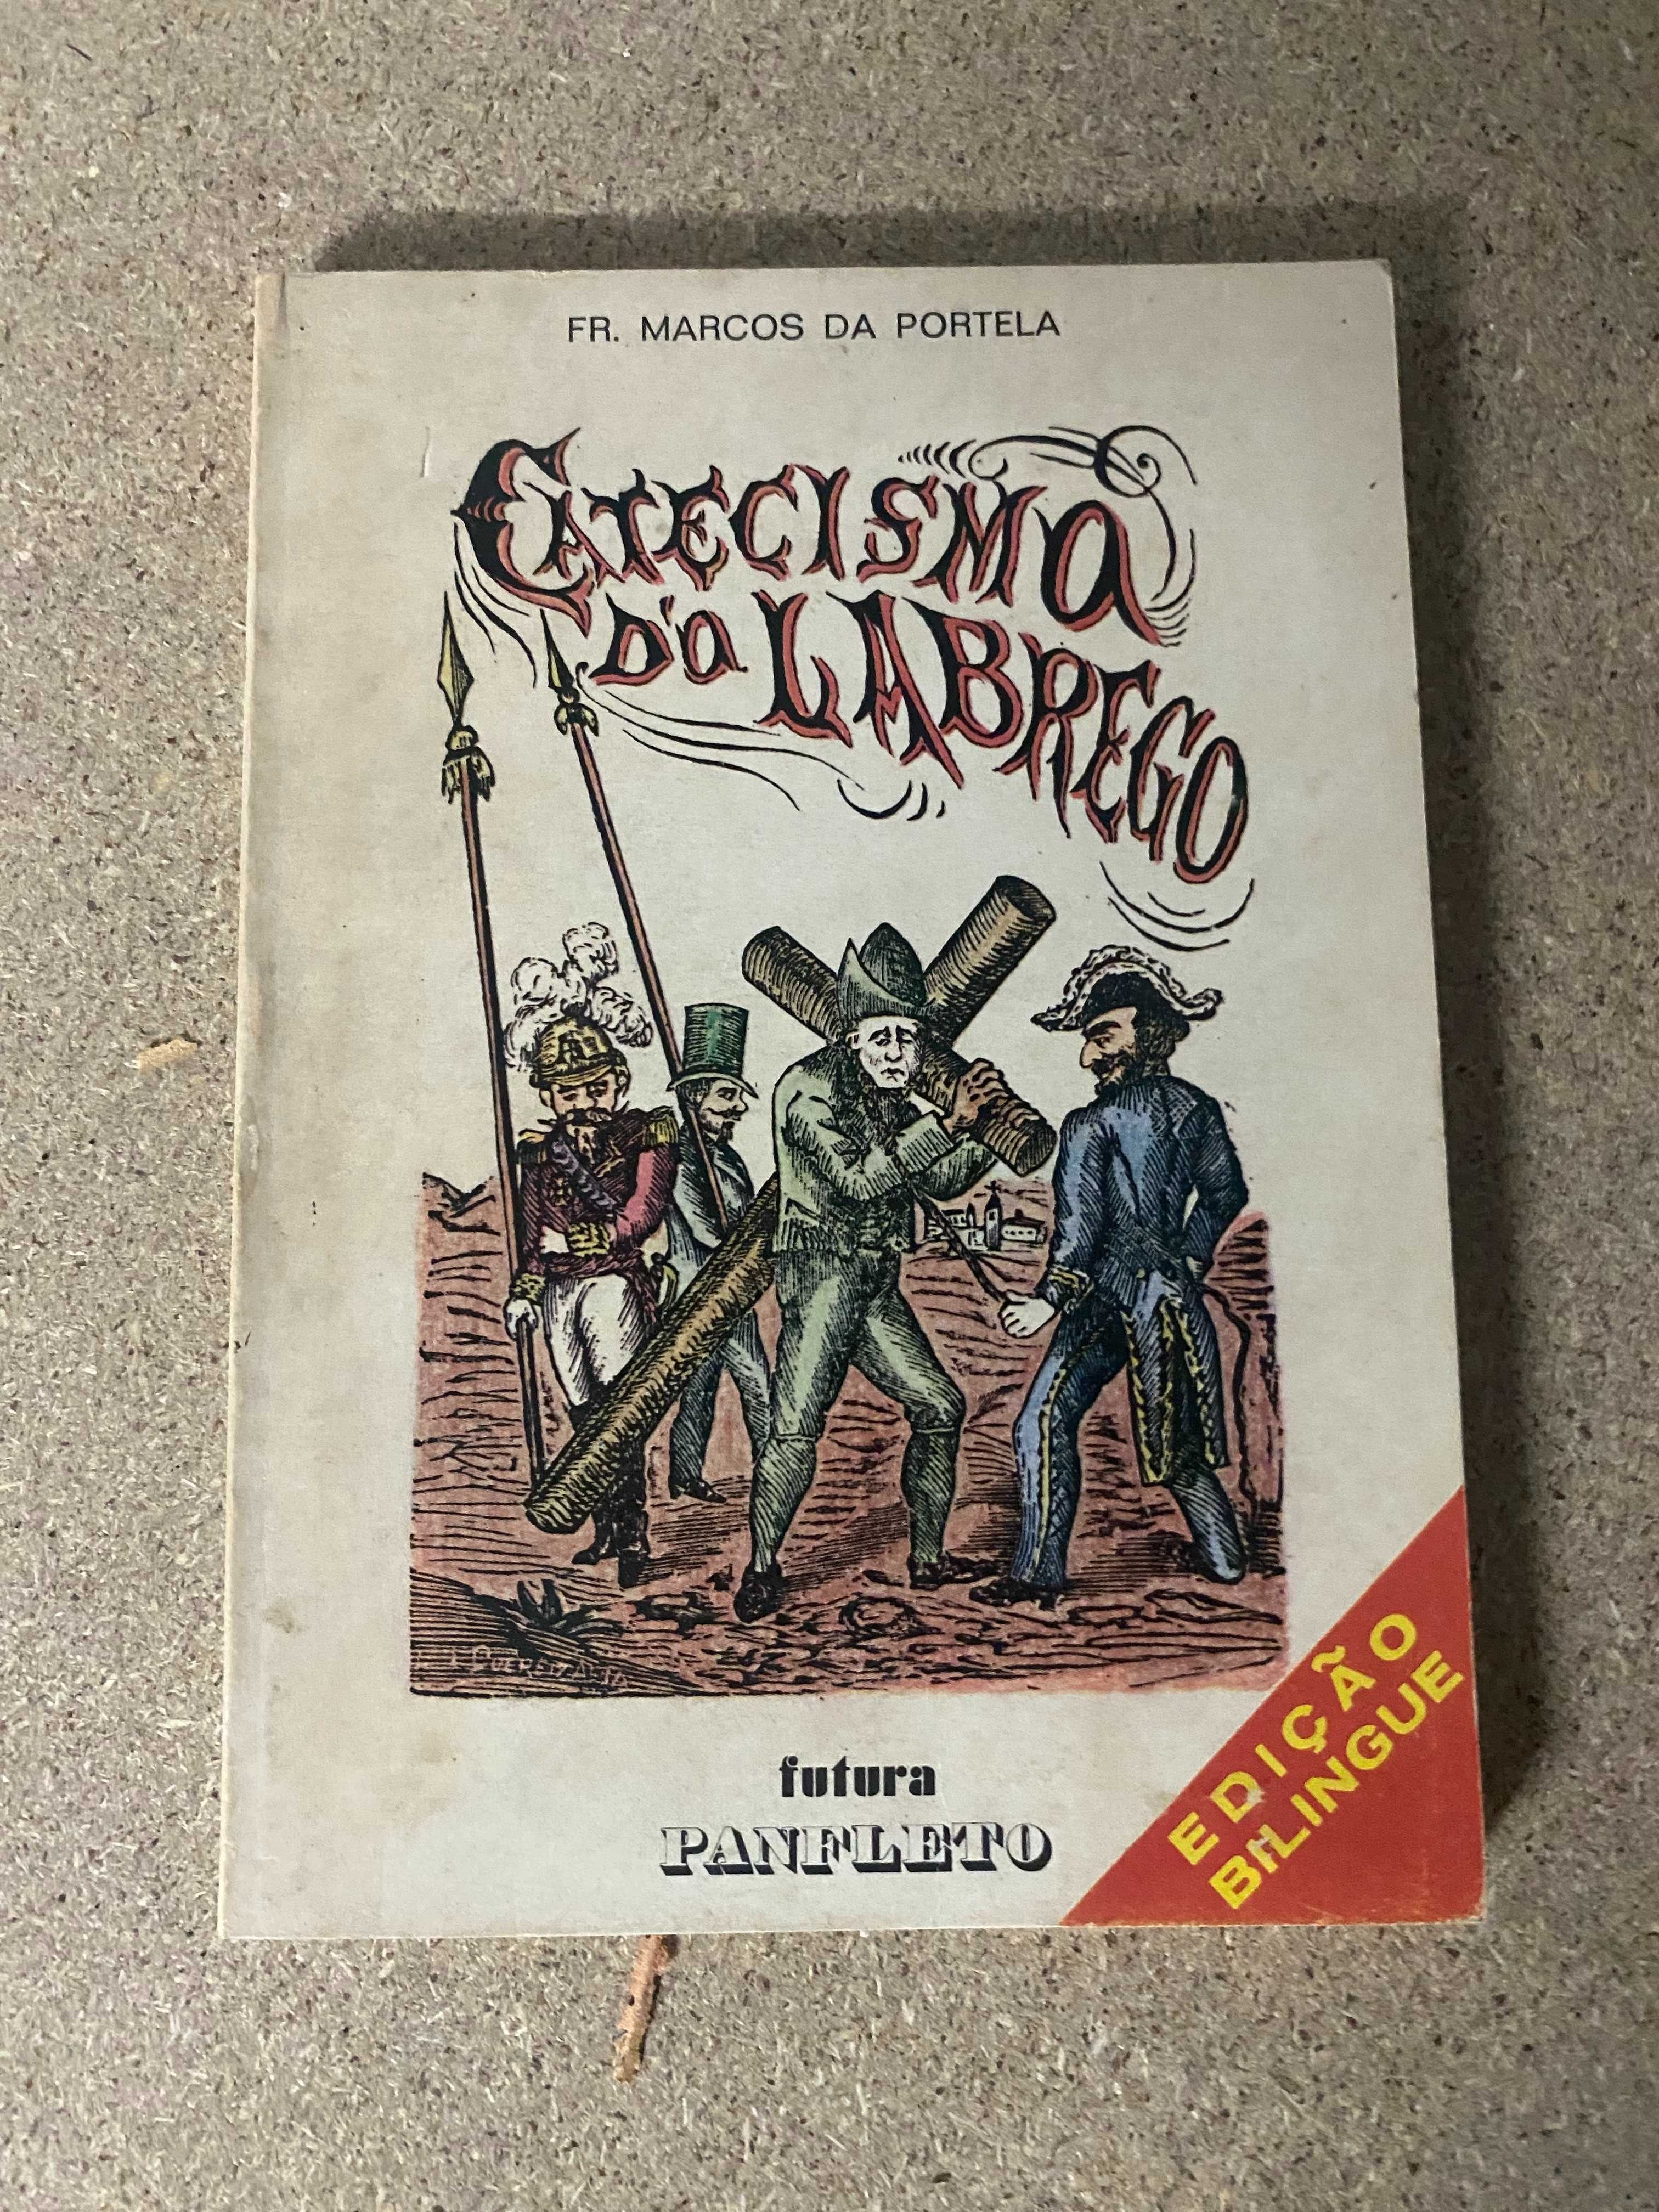 FR. MARCOS DA PORTELA
CATECISMO
D'O LABREGO
futura
PANFLETO
EDIÇÃO
BILINGUE